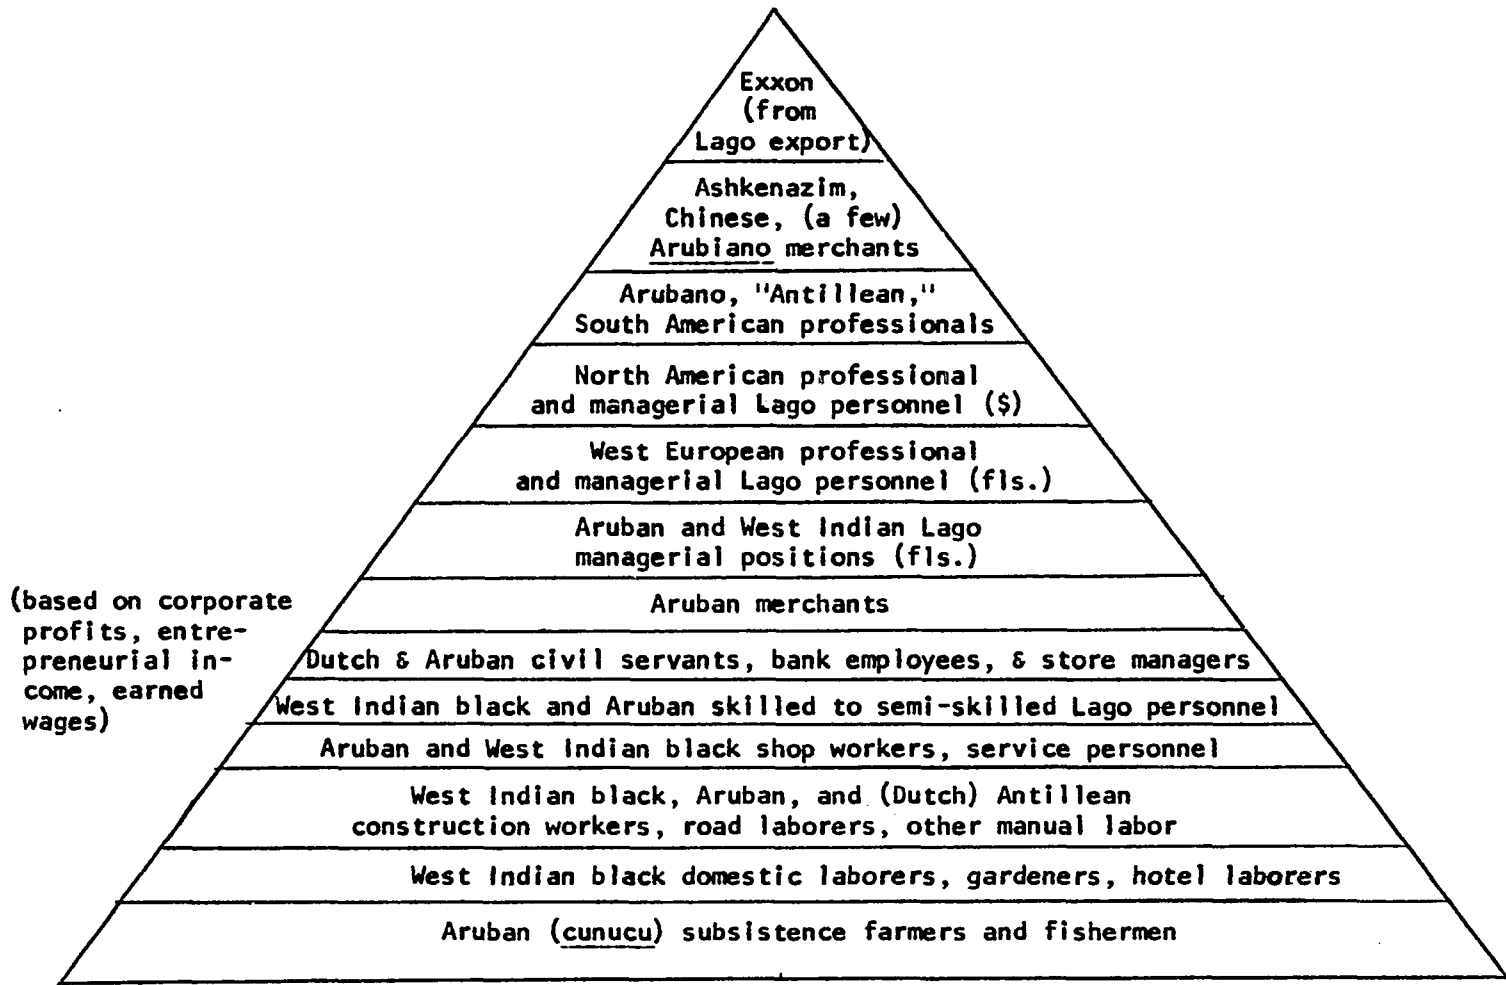 Exxon
(from
Lago export)
Ashkenazim,
Chinese, (a few)
Arubiano merchants
Arubano, "Antillean,"
South American professionals
North American professional
and managerial Lago personnel ($)
West European professional
and managerial Lago personnel (fls.)
Aruban and West Indian Lago
managerial positions (fls.)
Aruban merchants
(based on corporate
profits, entre-
preneurial in-
come, earned
wages)
Dutch & Aruban civil servants, bank employees, & store managers
West Indian black and Aruban skilled to semi-skilled Lago personnel
Aruban and West Indian black shop workers, service personnel
West Indian black, Aruban, and (Dutch) Antillean
construction workers, road laborers, other manual labor
West Indian black domestic laborers, gardeners, hotel laborers
Aruban (cunucu) subsistence farmers and fishermen